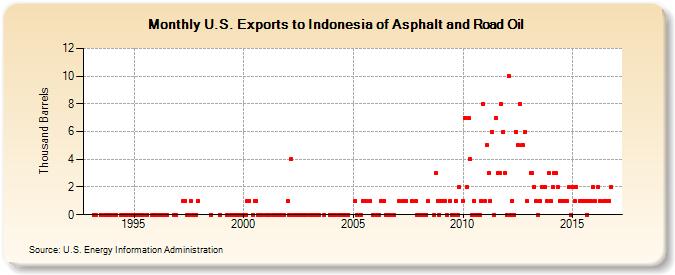 Monthly U.S. Exports to Indonesia of Asphalt and Road Oil
Thousand Barrels
12
10
8
6
4
2
0
1995 2000 2005 2010 2015
Source: U.S. Energy Information Administration